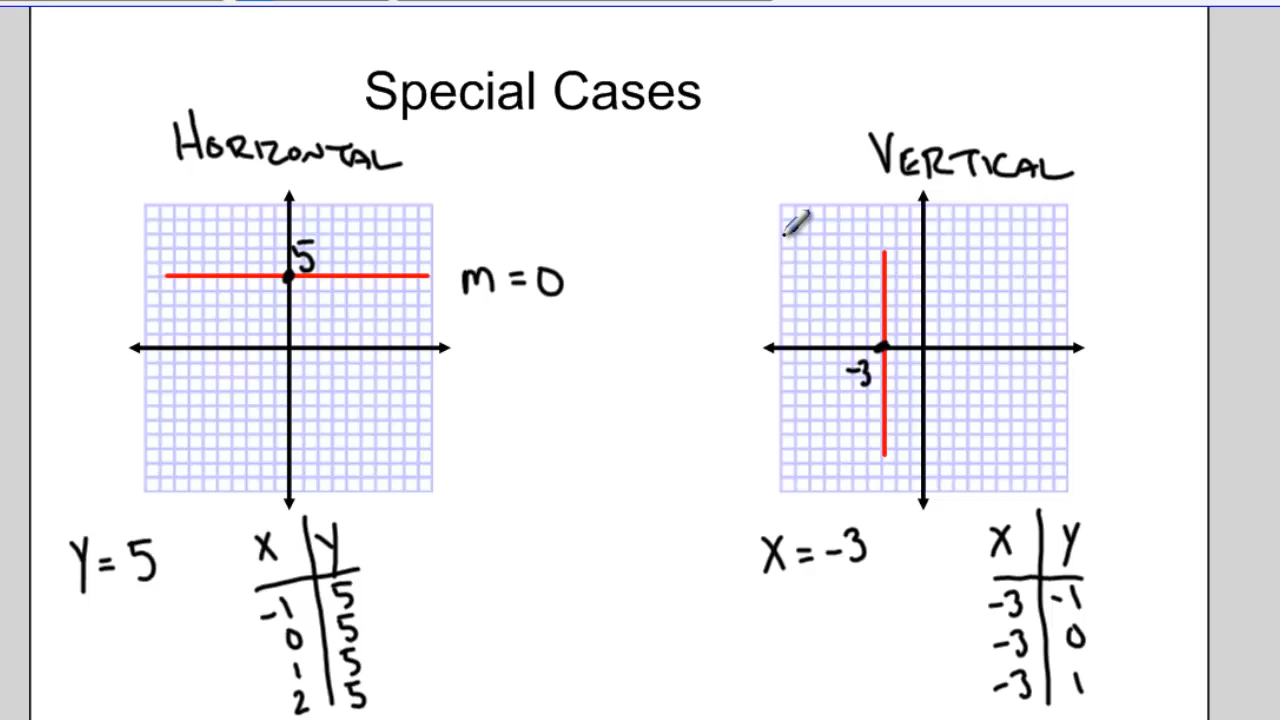 Special Cases
HORIZONTAL
5
m = 0
Y = 5
X Y
-1 5
0 5
1 5
2 5
VERTICAL
-3
X = -3
X Y
-3 -1
-3 0
-3 1